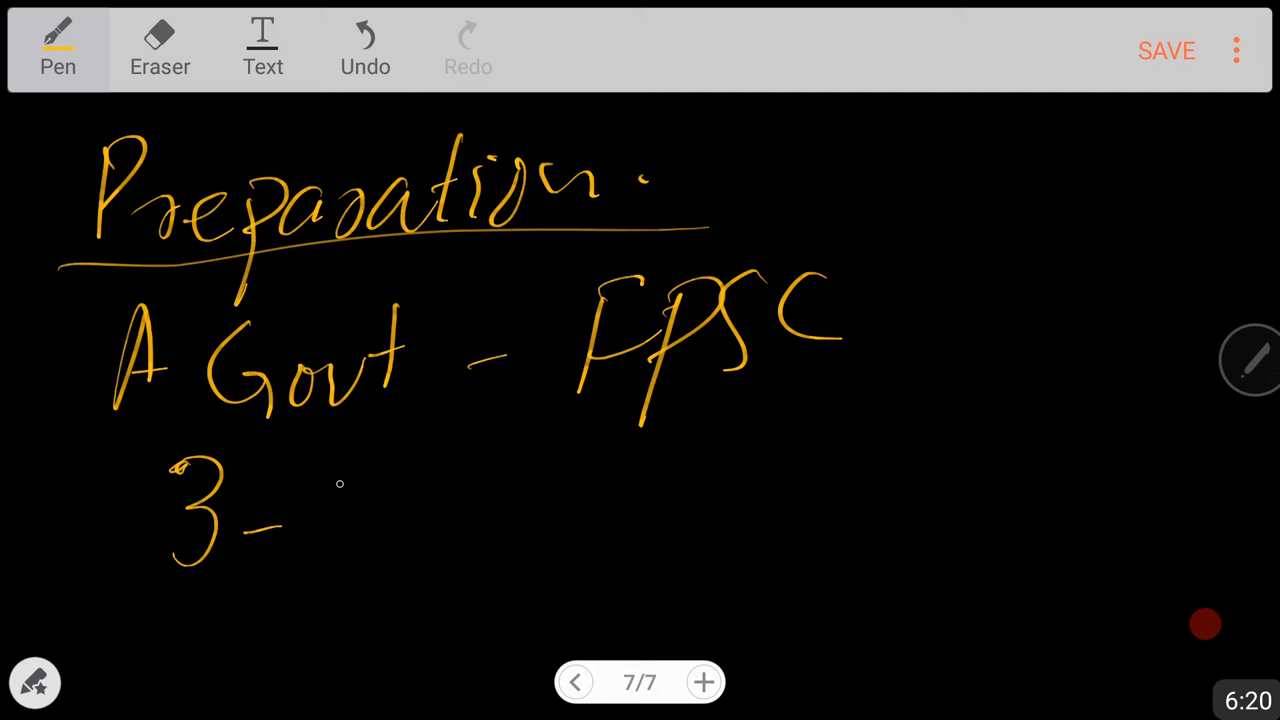 Pen Eraser Text Undo Redo SAVE
Preparation.
A Govt - FPSC
3 -
7/7
6:20